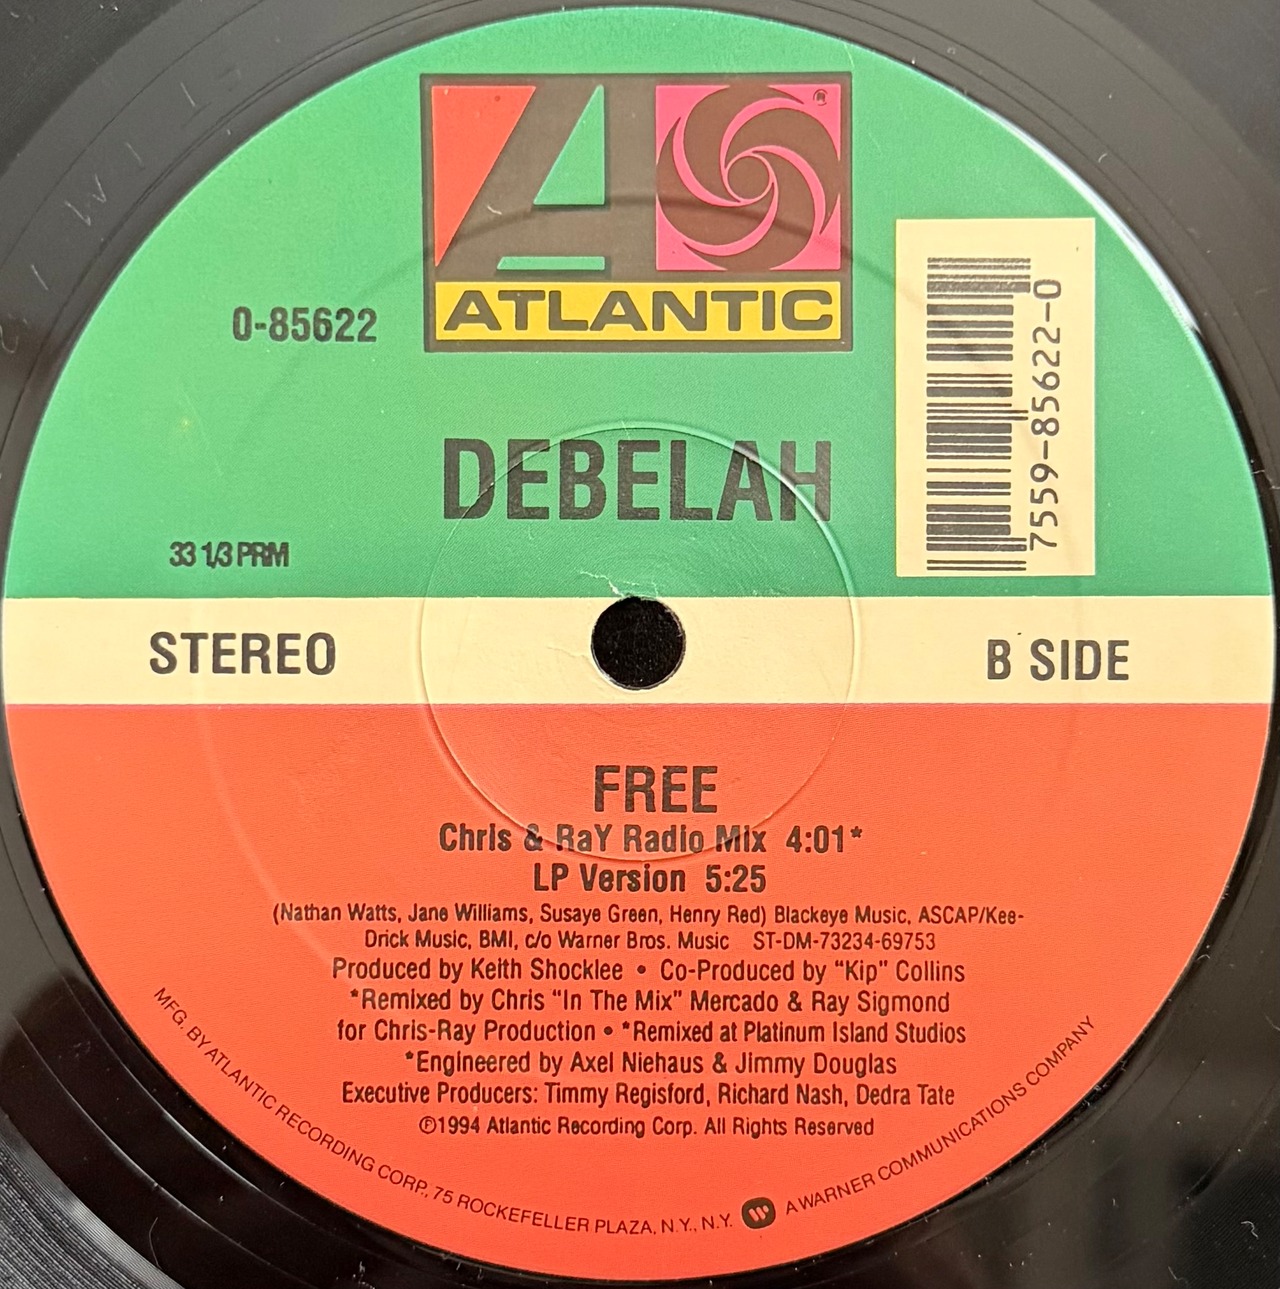 ®
ATLANTIC
0-85622
7559-85622-0
DEBELAH
33 1/3 PRM
STEREO
B SIDE
FREE
Chris & RaY Radio Mix 4:01*
LP Version 5:25
(Nathan Watts, Jane Williams, Susaye Green, Henry Red) Blackeye Music, ASCAP/Kee-
Drick Music, BMI, c/o Warner Bros. Music ST-DM-73234-69753
Produced by Keith Shocklee • Co-Produced by "Kip" Collins
*Remixed by Chris "In The Mix" Mercado & Ray Sigmond
for Chris-Ray Production • *Remixed at Platinum Island Studios
*Engineered by Axel Niehaus & Jimmy Douglas
Executive Producers: Timmy Regisford, Richard Nash, Dedra Tate
©1994 Atlantic Recording Corp. All Rights Reserved
MFG. BY ATLANTIC RECORDING CORP., 75 ROCKEFELLER PLAZA, N.Y., N.Y. A WARNER COMMUNICATIONS COMPANY